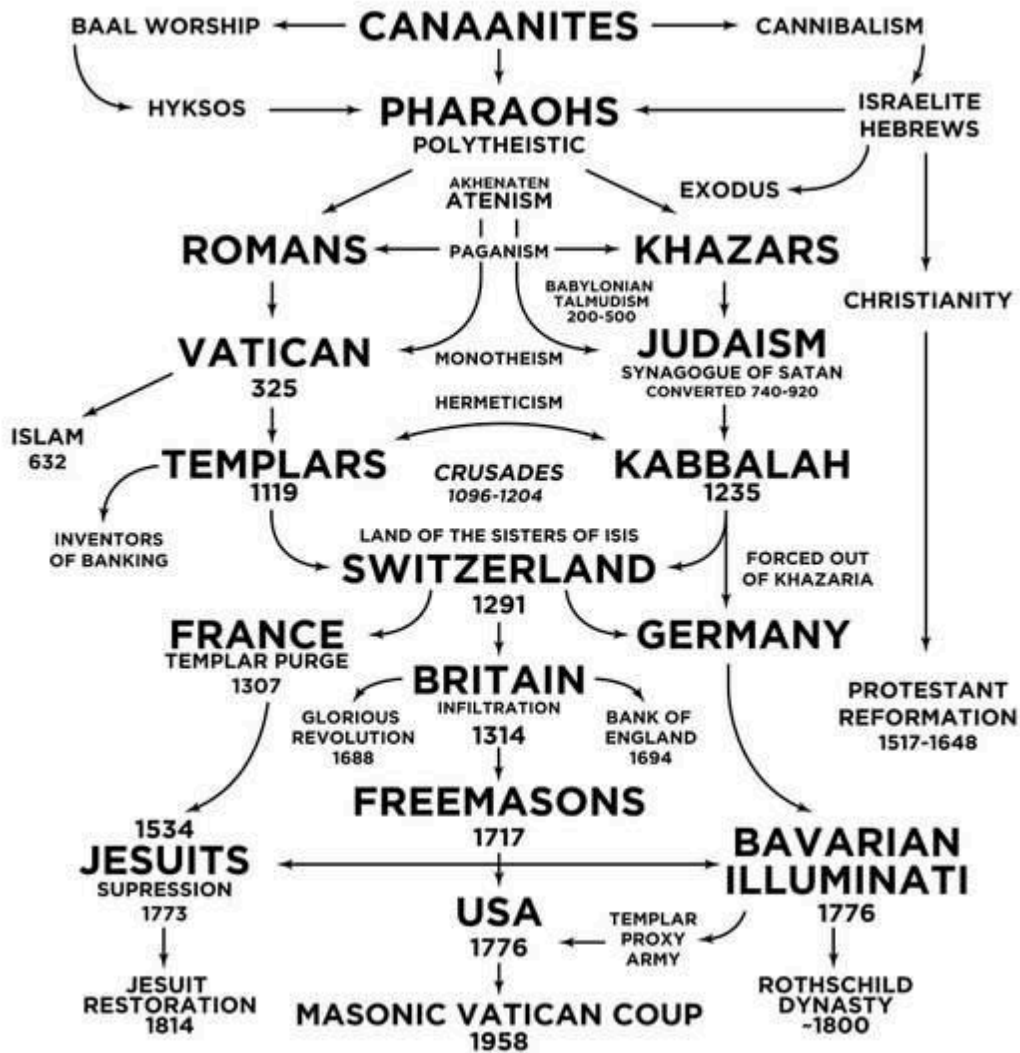 BAAL WORSHIP
CANAANITES
CANNIBALISM
HYKSOS
PHARAOHS
POLYTHEISTIC
ISRAELITE
HEBREWS
AKHENATEN
ATENISM
EXODUS
ROMANS
PAGANISM
KHAZARS
BABYLONIAN
TALMUDISM
200-500
CHRISTIANITY
VATICAN
325
MONOTHEISM
JUDAISM
SYNAGOGUE OF SATAN
CONVERTED 740-920
HERMETICISM
ISLAM
632
TEMPLARS
1119
CRUSADES
1096-1204
KABBALAH
1235
INVENTORS
OF BANKING
LAND OF THE SISTERS OF ISIS
SWITZERLAND
1291
FORCED OUT
OF KHAZARIA
FRANCE
TEMPLAR PURGE
1307
GERMANY
BRITAIN
INFILTRATION
1314
GLORIOUS
REVOLUTION
1688
BANK OF
ENGLAND
1694
PROTESTANT
REFORMATION
1517-1648
FREEMASONS
1717
1534
JESUITS
SUPRESSION
1773
BAVARIAN
ILLUMINATI
1776
USA
1776
TEMPLAR
PROXY
ARMY
JESUIT
RESTORATION
1814
MASONIC VATICAN COUP
1958
ROTHSCHILD
DYNASTY
~1800